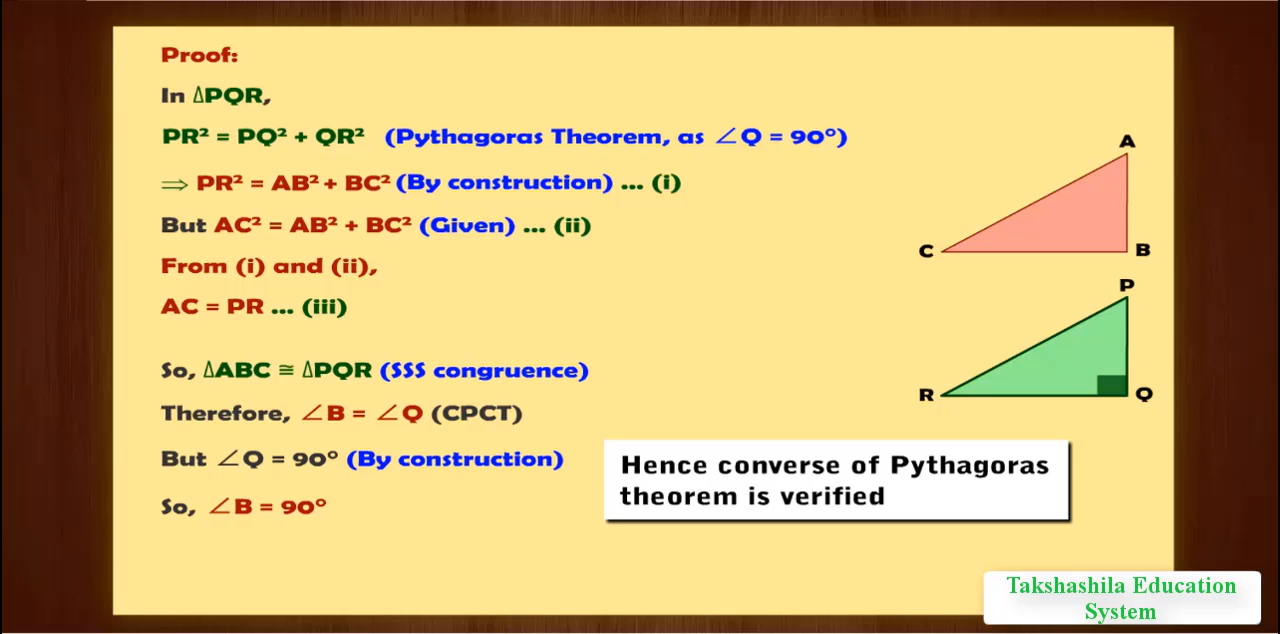 Proof:
In ΔPQR,
PR² = PQ² + QR² (Pythagoras Theorem, as ∠Q = 90°)
⇒ PR² = AB² + BC² (By construction) ... (i)
But AC² = AB² + BC² (Given) ... (ii)
From (i) and (ii),
AC = PR ... (iii)
So, ΔABC ≅ ΔPQR (SSS congruence)
Therefore, ∠B = ∠Q (CPCT)
But ∠Q = 90° (By construction)
So, ∠B = 90°
A
C
B
P
R
Q
Hence converse of Pythagoras
theorem is verified
Takshashila Education
System